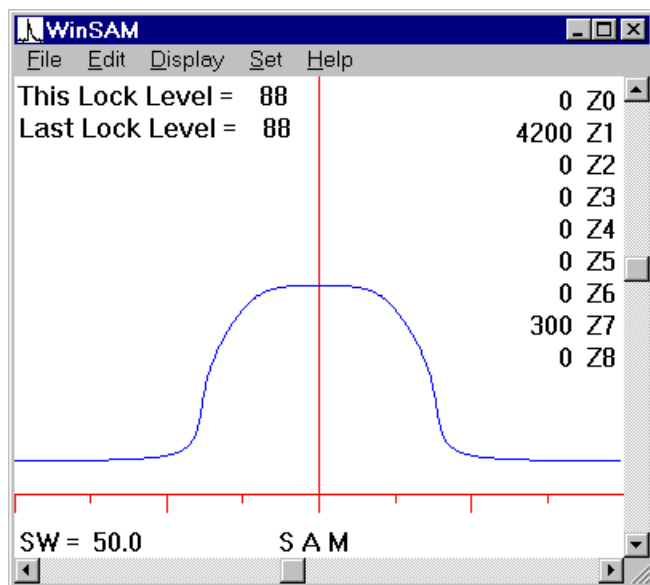 WinSAM
File Edit Display Set Help
This Lock Level = 88
Last Lock Level = 88
0 Z0
4200 Z1
0 Z2
0 Z3
0 Z4
0 Z5
0 Z6
300 Z7
0 Z8
SW = 50.0
S A M